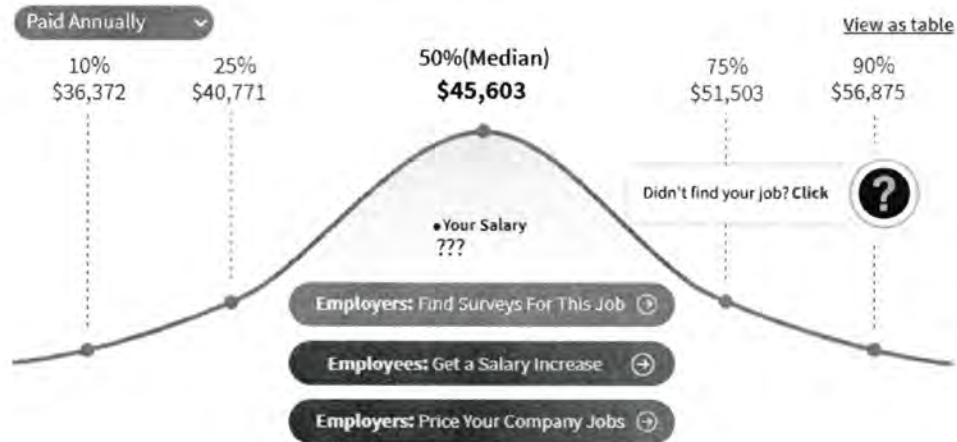 Paid Annually
View as table
10%
$36,372
25%
$40,771
50%(Median)
$45,603
75%
$51,503
90%
$56,875
Didn't find your job? Click
?
•Your Salary
???
Employers: Find Surveys For This Job
Employees: Get a Salary Increase
Employers: Price Your Company Jobs